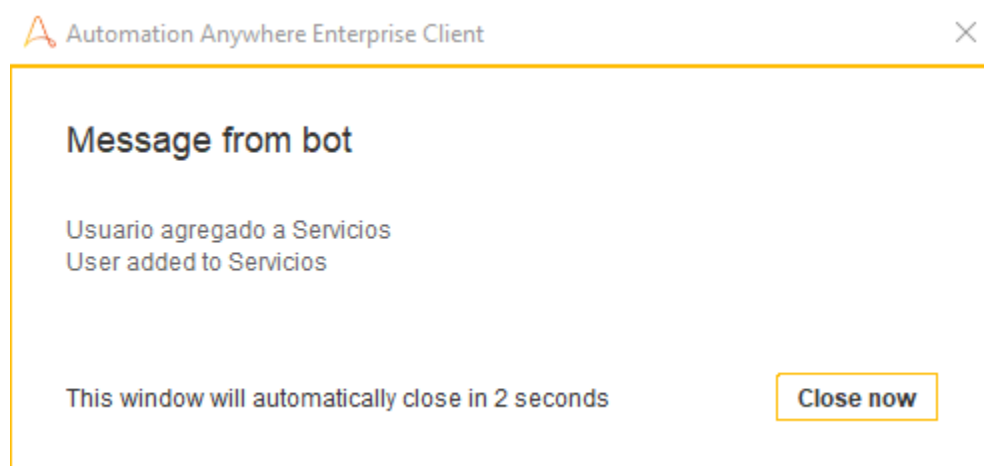 Automation Anywhere Enterprise Client
Message from bot
Usuario agregado a Servicios
User added to Servicios
This window will automatically close in 2 seconds
Close now